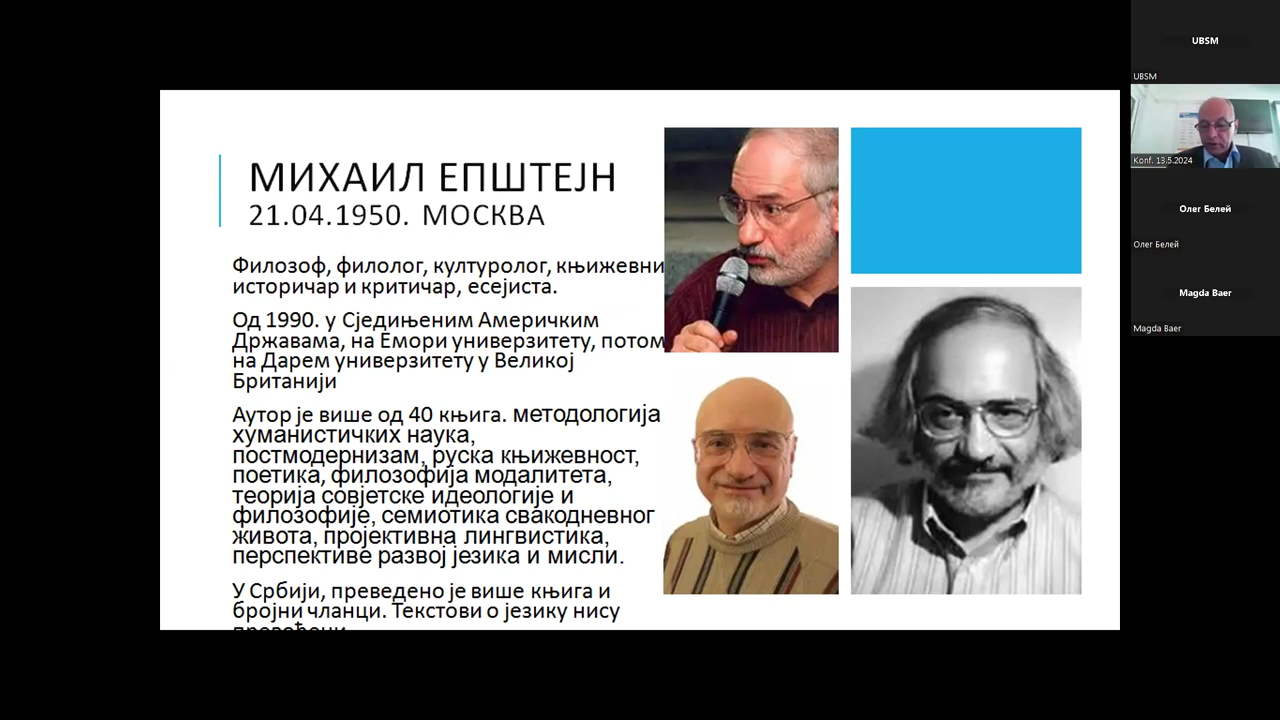 МИХАИЛ ЕПШТЕЈН
21.04.1950. МОСКВА
Филозоф, филолог, културолог, књижевни
историчар и критичар, есејиста.
Од 1990. у Сједињеним Америчким
Државама, на Емори универзитету, потом
на Дарем универзитету у Великој
Британији
Аутор је више од 40 књига. методологија
хуманистичких наука,
постмодернизам, руска књижевност,
поетика, филозофија модалитета,
теорија совјетске идеологије и
филозофије, семиотика свакодневног
живота, пројективна лингвистика,
перспективе развој језика и мисли.
У Србији, преведено је више књига и
бројни чланци. Текстови о језику нису
UBSM
UBSM
Konf. 13.5.2024
Олег Белей
Олег Белей
Magda Baer
Magda Baer